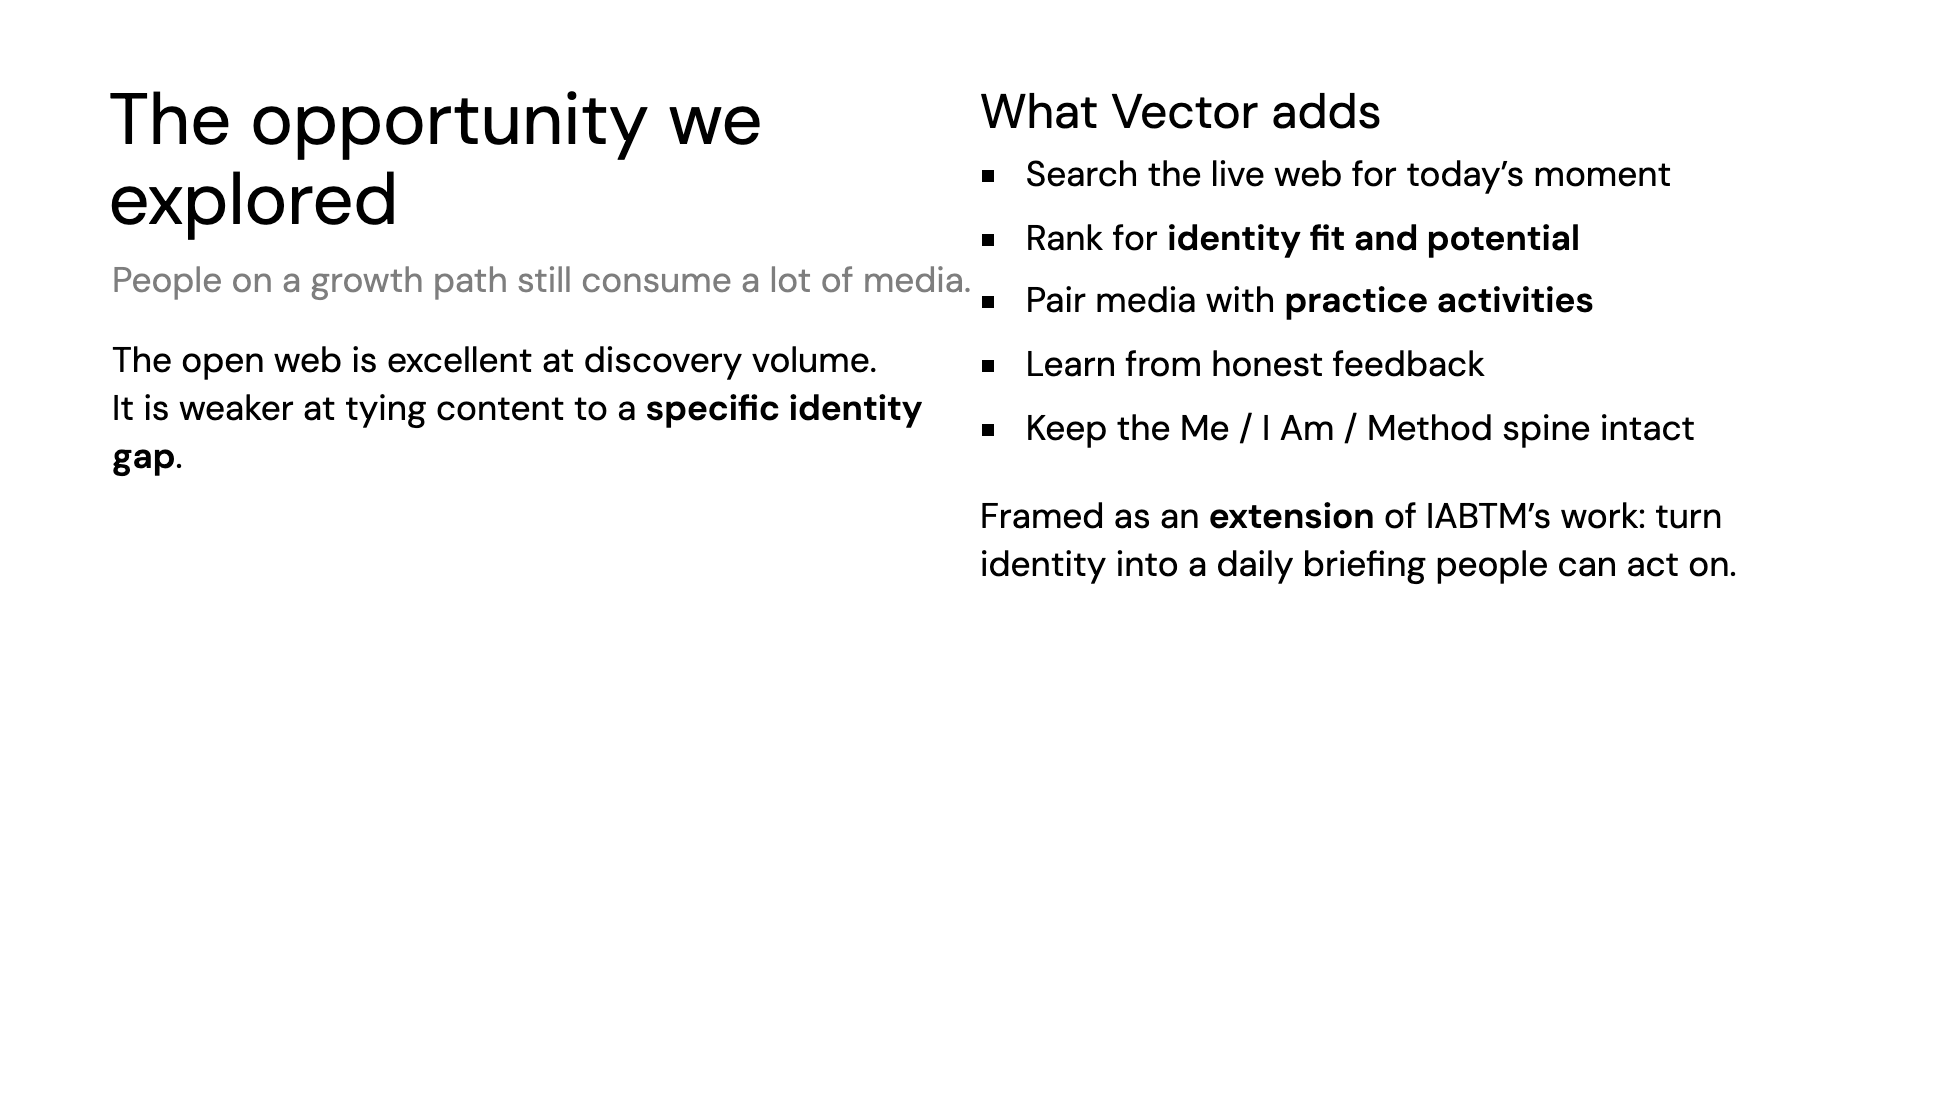 The opportunity we
explored
People on a growth path still consume a lot of media.
The open web is excellent at discovery volume.
It is weaker at tying content to a specific identity
gap.
What Vector adds
▪ Search the live web for today’s moment
▪ Rank for identity fit and potential
▪ Pair media with practice activities
▪ Learn from honest feedback
▪ Keep the Me / I Am / Method spine intact
Framed as an extension of IABTM’s work: turn
identity into a daily briefing people can act on.